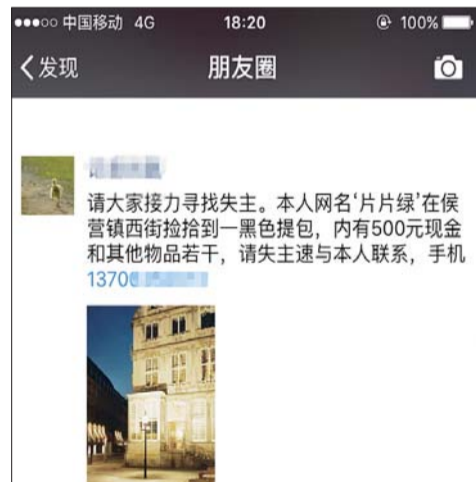 中国移动 4G 18:20 100%
发现 朋友圈
请大家接力寻找失主。本人网名‘片片绿’在侯
营镇西街捡拾到一黑色提包，内有500元现金
和其他物品若干，请失主速与本人联系，手机
1370